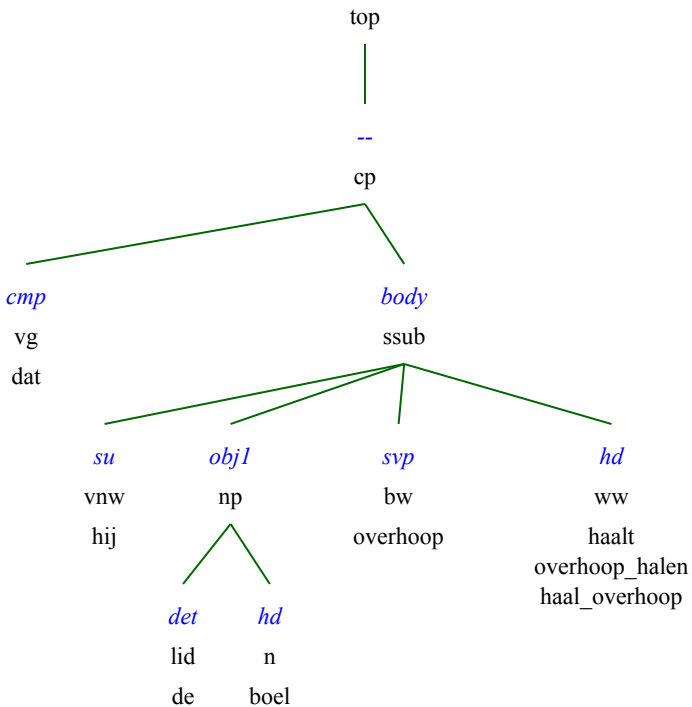 top
--
cp
cmp body
vg ssub
dat
su obj1 svp hd
vnw np bw ww
hij overhoop haalt
overhoop_halen
haal_overhoop
det hd
lid n
de boel